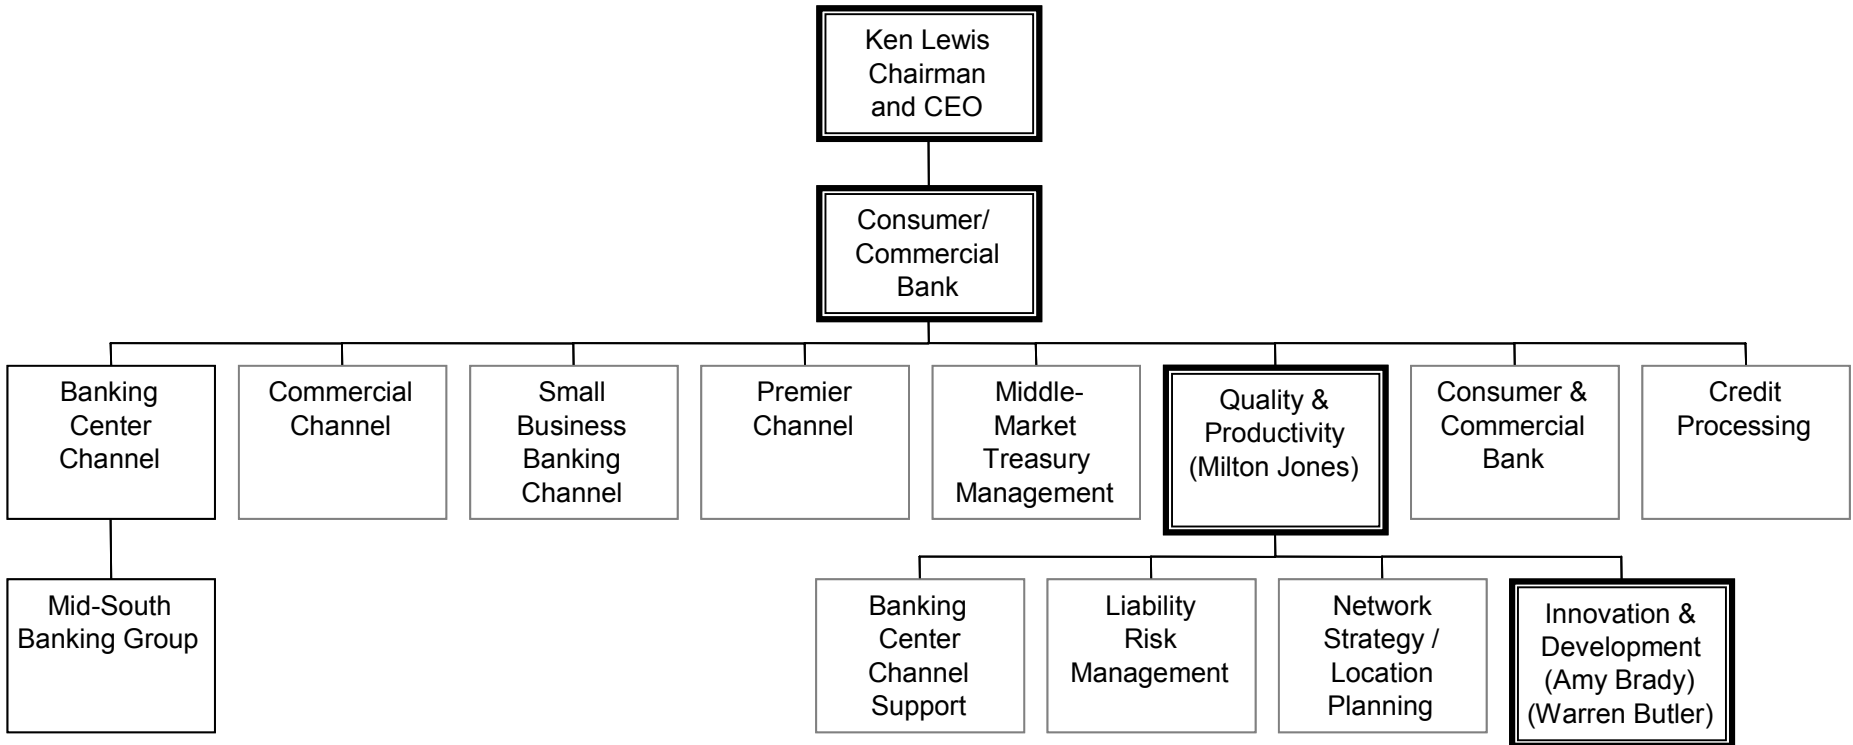 Ken Lewis
Chairman
and CEO
Consumer/
Commercial
Bank
Banking
Center
Channel
Commercial
Channel
Small
Business
Banking
Channel
Premier
Channel
Middle-
Market
Treasury
Management
Quality &
Productivity
(Milton Jones)
Consumer &
Commercial
Bank
Credit
Processing
Mid-South
Banking Group
Banking
Center
Channel
Support
Liability
Risk
Management
Network
Strategy /
Location
Planning
Innovation &
Development
(Amy Brady)
(Warren Butler)